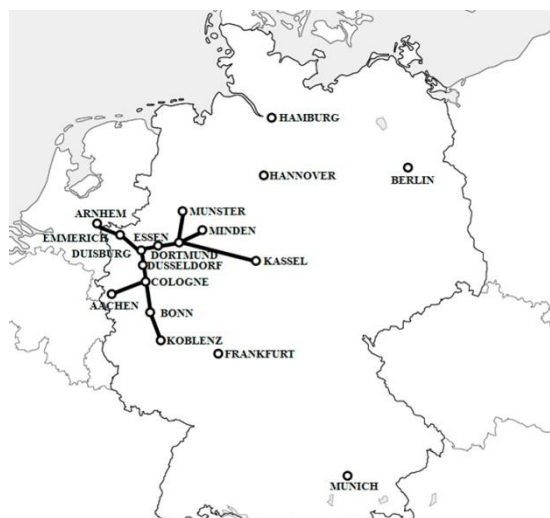 HAMBURG
HANNOVER
BERLIN
ARNHEM
MUNSTER
MINDEN
EMMERICH
ESSEN
DORTMUND
DUISBURG
KASSEL
DUSSELDORF
COLOGNE
AACHEN
BONN
KOBLENZ
FRANKFURT
MUNICH